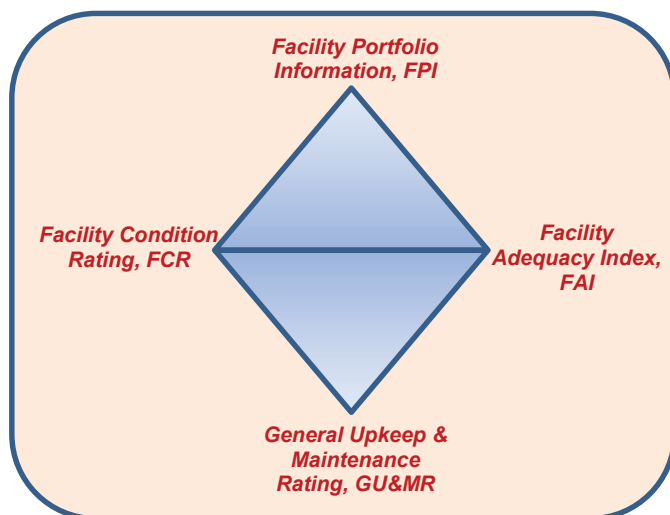 Facility Portfolio
Information, FPI
Facility Condition
Rating, FCR
Facility
Adequacy Index,
FAI
General Upkeep &
Maintenance
Rating, GU&MR